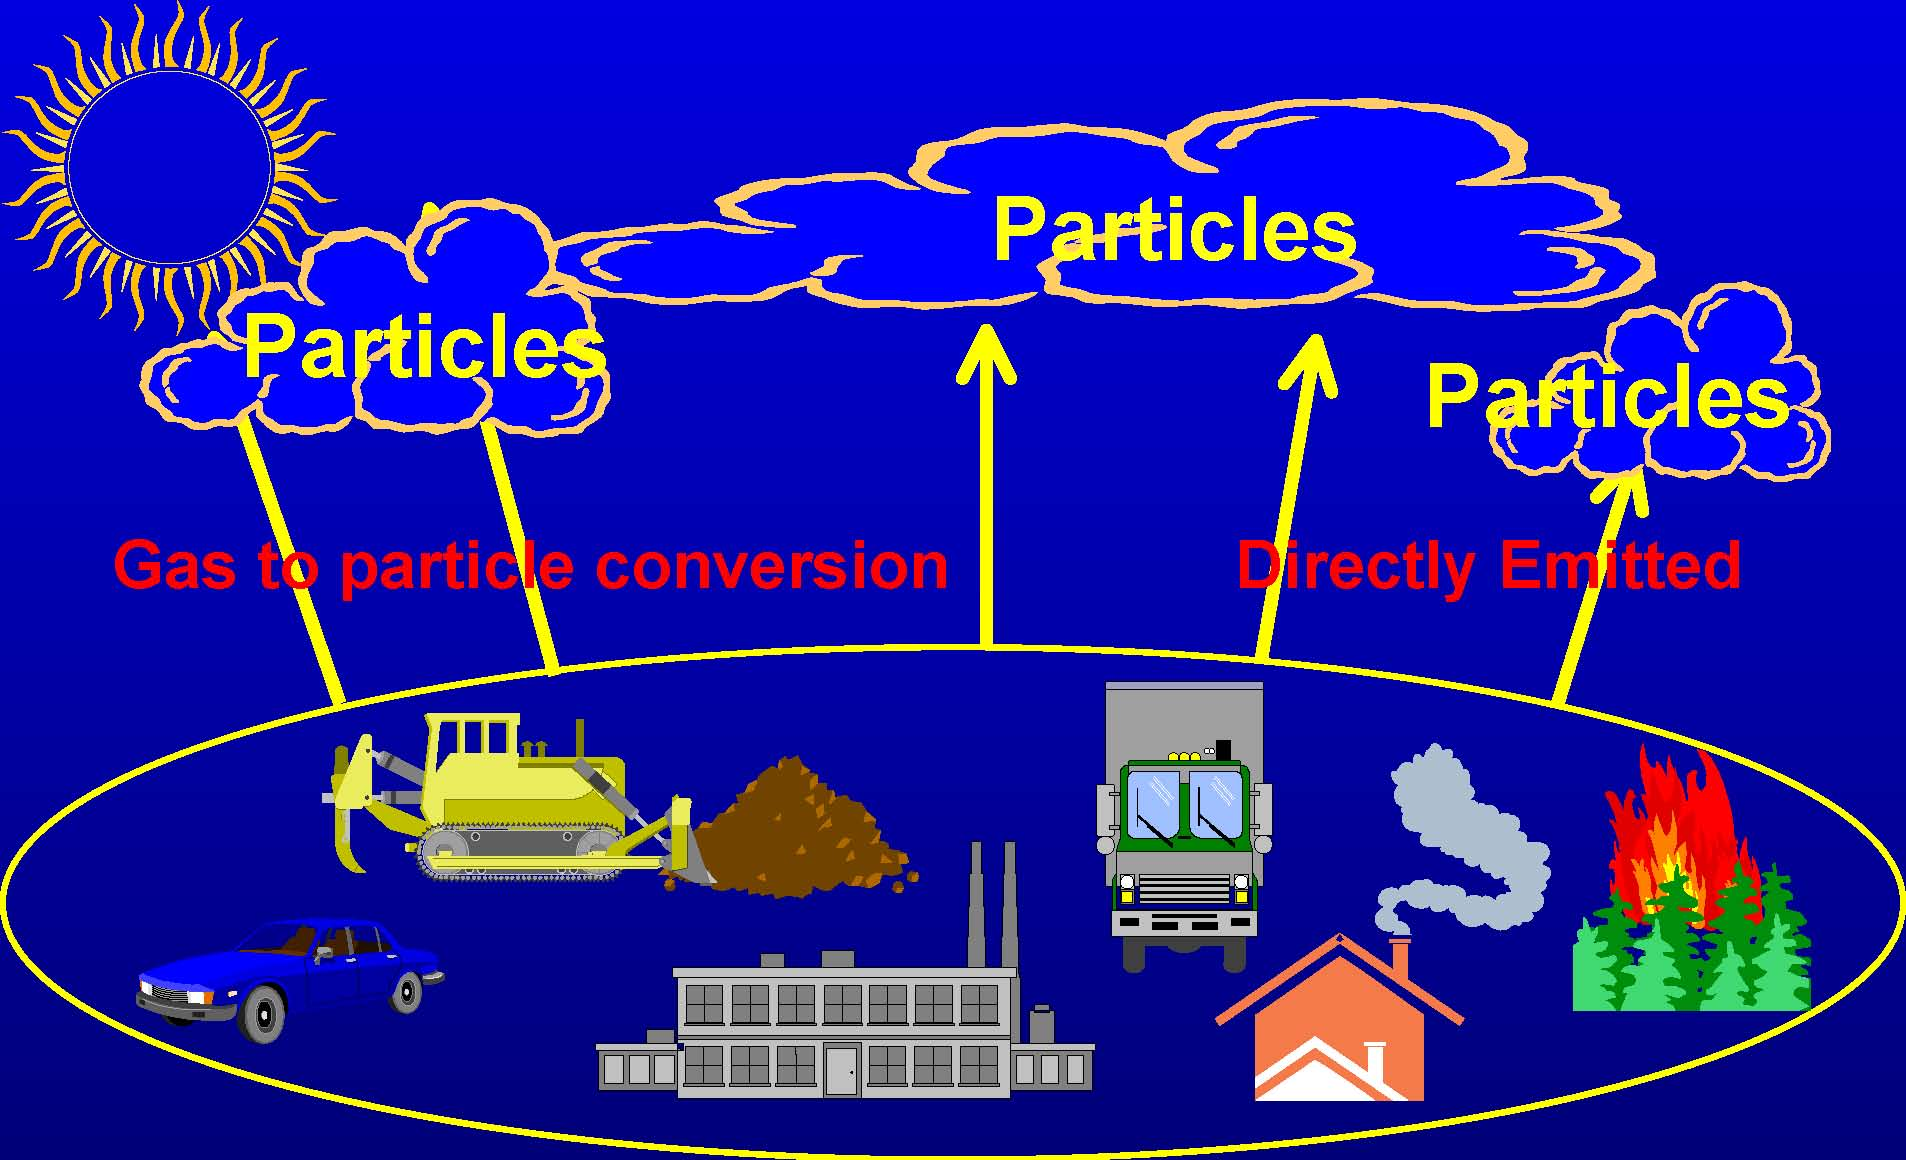 Particles
Particles
Particles
Gas to particle conversion
Directly Emitted